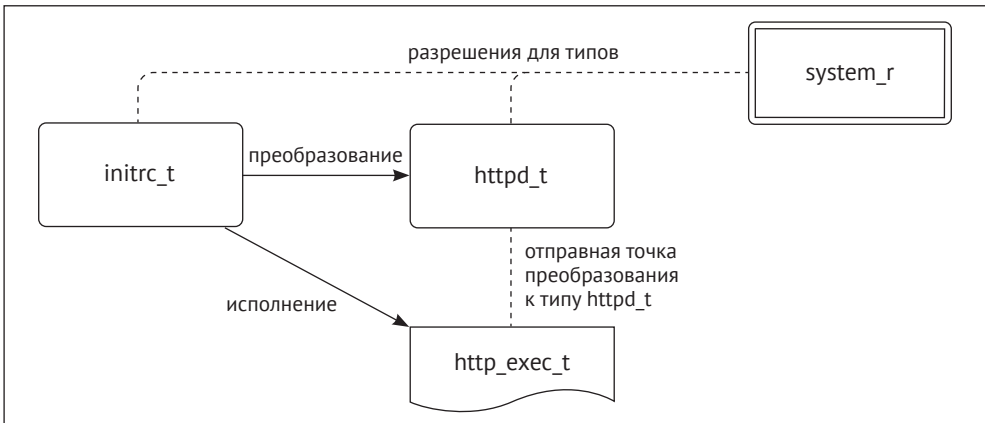 разрешения для типов
system_r
initrc_t
преобразование
httpd_t
отправная точка
преобразования
к типу httpd_t
исполнение
http_exec_t